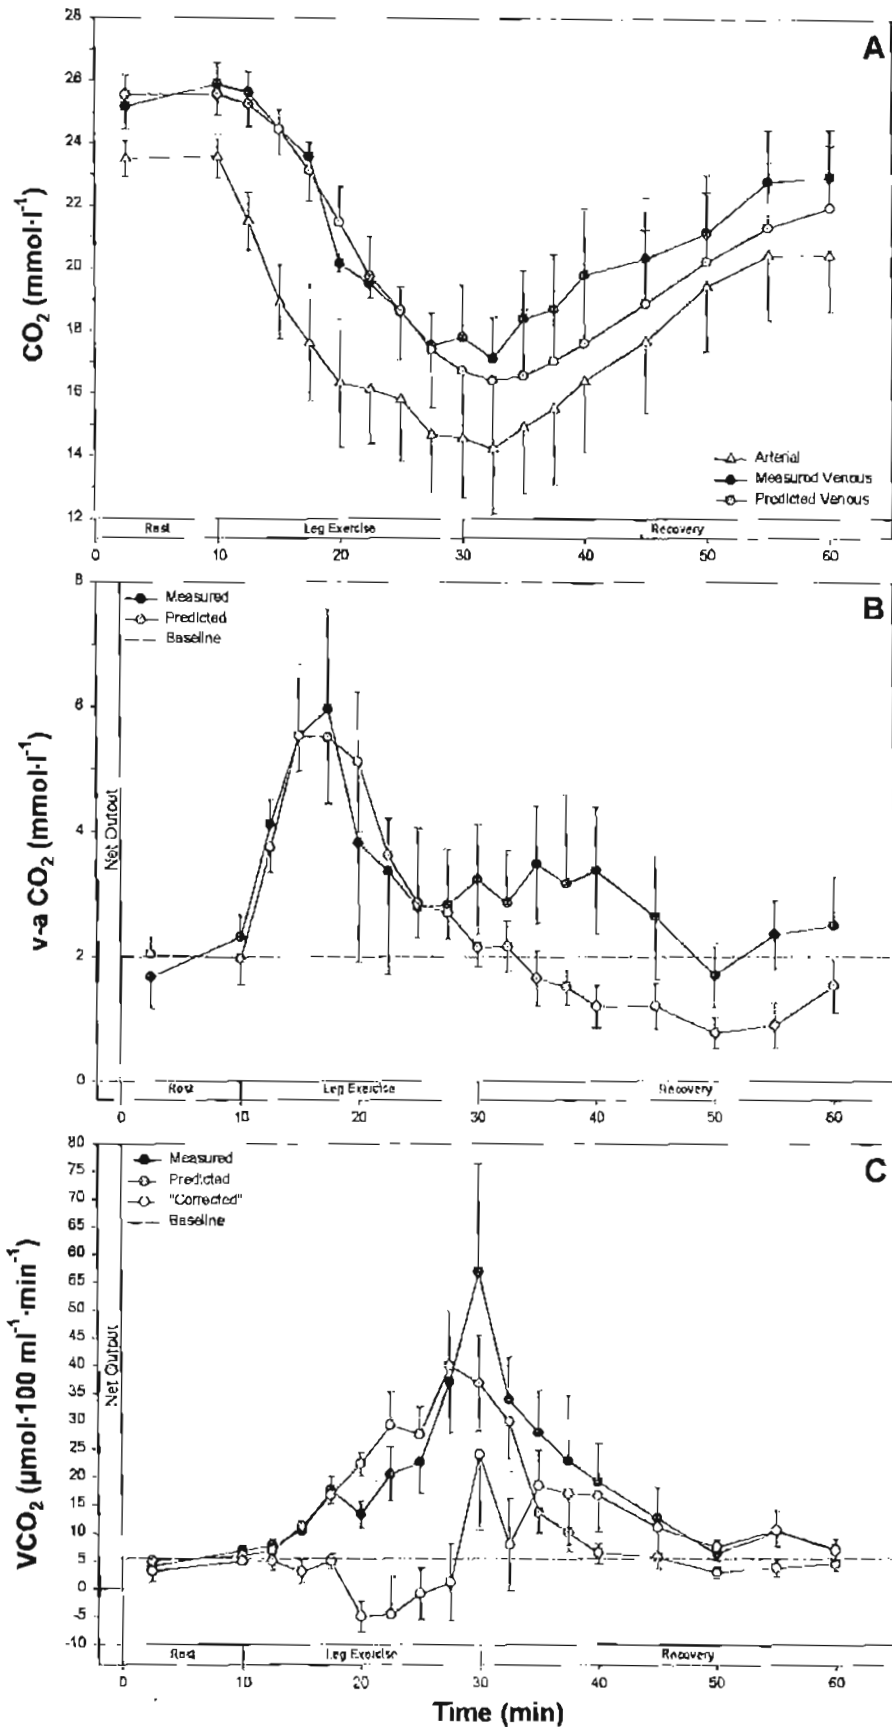 A
28
26
24
22
20
18
16
14
12
CO₂ (mmol·l⁻¹)
Arterial
Measured Venous
Predicted Venous
Rest Leg Exercise Recovery
0 10 20 30 40 50 60
B
8
6
4
2
0
v-a CO₂ (mmol·l⁻¹)
Net Output
Measured
Predicted
Baseline
Rest Leg Exercise Recovery
0 10 20 30 40 50 60
C
80
75
70
65
60
55
50
45
40
35
30
25
20
15
10
5
0
-5
-10
VCO₂ (µmol·100 ml⁻¹·min⁻¹)
Net Output
Measured
Predicted
"Corrected"
Baseline
Rest Leg Exercise Recovery
0 10 20 30 40 50 60
Time (min)